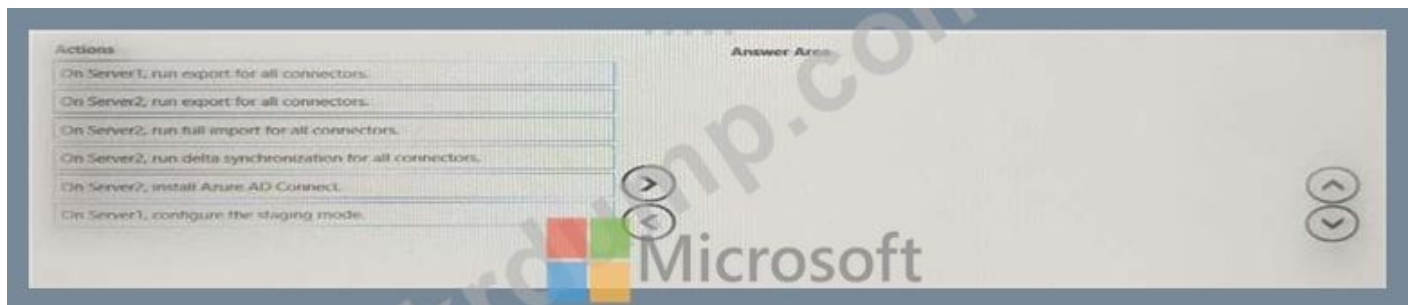 Actions
Answer Area
On Server1, run export for all connectors.
On Server2, run export for all connectors.
On Server2, run full import for all connectors.
On Server2, run delta synchronization for all connectors.
On Server2, install Azure AD Connect.
On Server1, configure the staging mode.
Microsoft